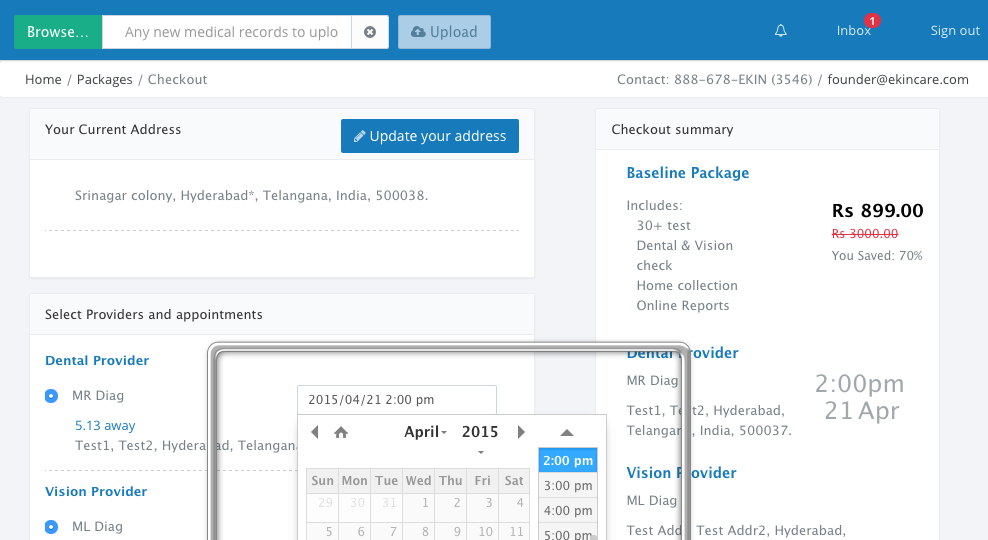 Browse...
Any new medical records to uplo
Upload
Inbox
1
Sign out
Home / Packages / Checkout
Contact: 888-678-EKIN (3546) / founder@ekincare.com
Your Current Address
Update your address
Srinagar colony, Hyderabad*, Telangana, India, 500038.
Select Providers and appointments
Dental Provider
MR Diag
5.13 away
Test1, Test2, Hyderabad, Telangana
Vision Provider
ML Diag
2015/04/21 2:00 pm
April 2015
Sun Mon Tue Wed Thu Fri Sat
29 30 31 1 2 3 4
5 6 7 8 9 10 11
2:00 pm
3:00 pm
4:00 pm
5:00 pm
Checkout summary
Baseline Package
Includes:
30+ test
Dental & Vision
check
Home collection
Online Reports
Rs 899.00
Rs 3000.00
You Saved: 70%
Dental Provider
MR Diag
Test1, Test2, Hyderabad,
Telangana, India, 500037.
2:00pm
21 Apr
Vision Provider
ML Diag
Test Addr, Test Addr2, Hyderabad,